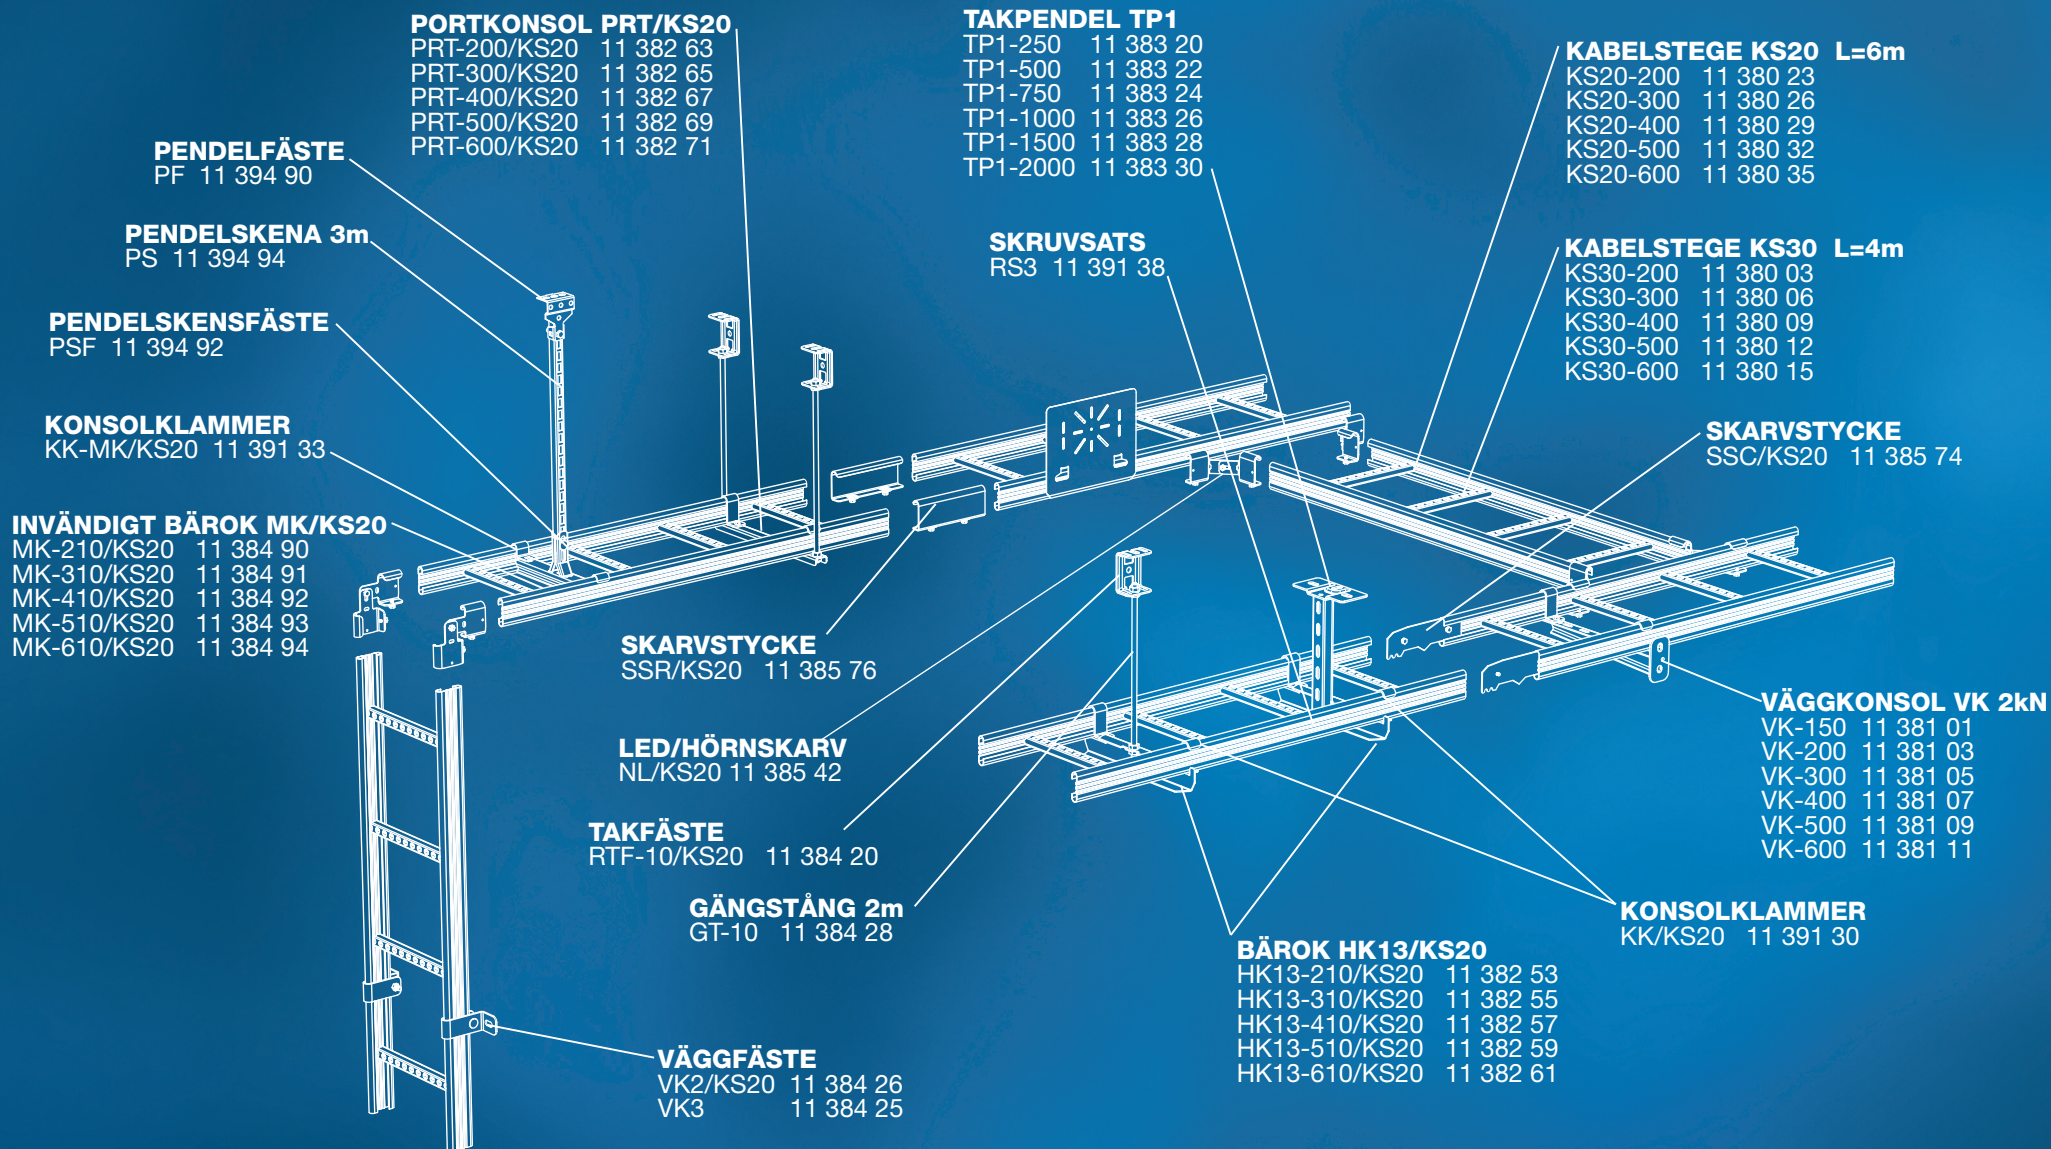 PORTKONSOL PRT/KS20
PRT-200/KS20 11 382 63
PRT-300/KS20 11 382 65
PRT-400/KS20 11 382 67
PRT-500/KS20 11 382 69
PRT-600/KS20 11 382 71
TAKPENDEL TP1
TP1-250 11 383 20
TP1-500 11 383 22
TP1-750 11 383 24
TP1-1000 11 383 26
TP1-1500 11 383 28
TP1-2000 11 383 30
KABELSTEGE KS20 L=6m
KS20-200 11 380 23
KS20-300 11 380 26
KS20-400 11 380 29
KS20-500 11 380 32
KS20-600 11 380 35
PENDELFÄSTE
PF 11 394 90
PENDELSKENA 3m
PS 11 394 94
SKRUVSATS
RS3 11 391 38
KABELSTEGE KS30 L=4m
KS30-200 11 380 03
KS30-300 11 380 06
KS30-400 11 380 09
KS30-500 11 380 12
KS30-600 11 380 15
PENDELSKENSFÄSTE
PSF 11 394 92
KONSOLKLAMMER
KK-MK/KS20 11 391 33
SKARVSTYCKE
SSC/KS20 11 385 74
INVÄNDIGT BÄROK MK/KS20
MK-210/KS20 11 384 90
MK-310/KS20 11 384 91
MK-410/KS20 11 384 92
MK-510/KS20 11 384 93
MK-610/KS20 11 384 94
SKARVSTYCKE
SSR/KS20 11 385 76
LED/HÖRNSKARV
NL/KS20 11 385 42
VÄGGKONSOL VK 2kN
VK-150 11 381 01
VK-200 11 381 03
VK-300 11 381 05
VK-400 11 381 07
VK-500 11 381 09
VK-600 11 381 11
TAKFÄSTE
RTF-10/KS20 11 384 20
GÄNGSTÅNG 2m
GT-10 11 384 28
KONSOLKLAMMER
KK/KS20 11 391 30
BÄROK HK13/KS20
HK13-210/KS20 11 382 53
HK13-310/KS20 11 382 55
HK13-410/KS20 11 382 57
HK13-510/KS20 11 382 59
HK13-610/KS20 11 382 61
VÄGGFÄSTE
VK2/KS20 11 384 26
VK3 11 384 25